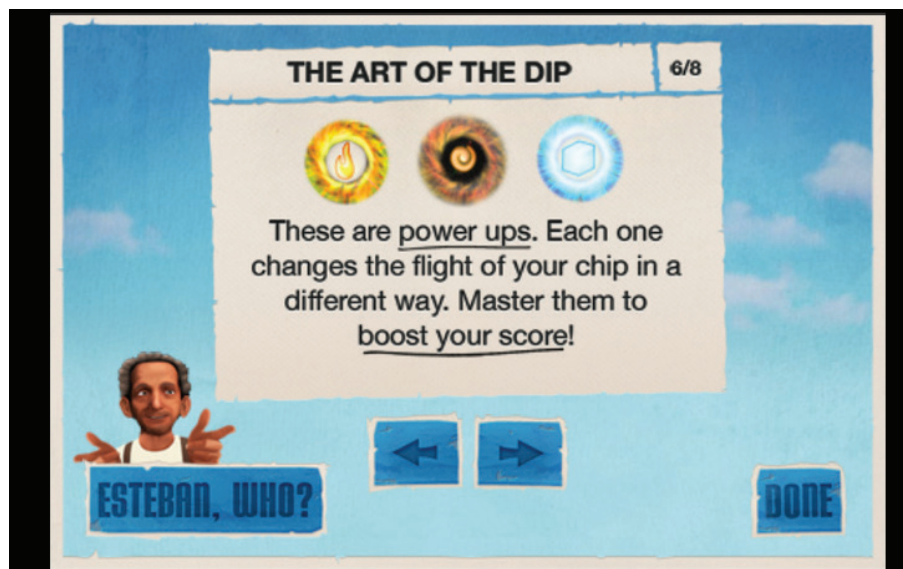 THE ART OF THE DIP
6/8
These are power ups. Each one
changes the flight of your chip in a
different way. Master them to
boost your score!
ESTEBAN, WHO?
DONE